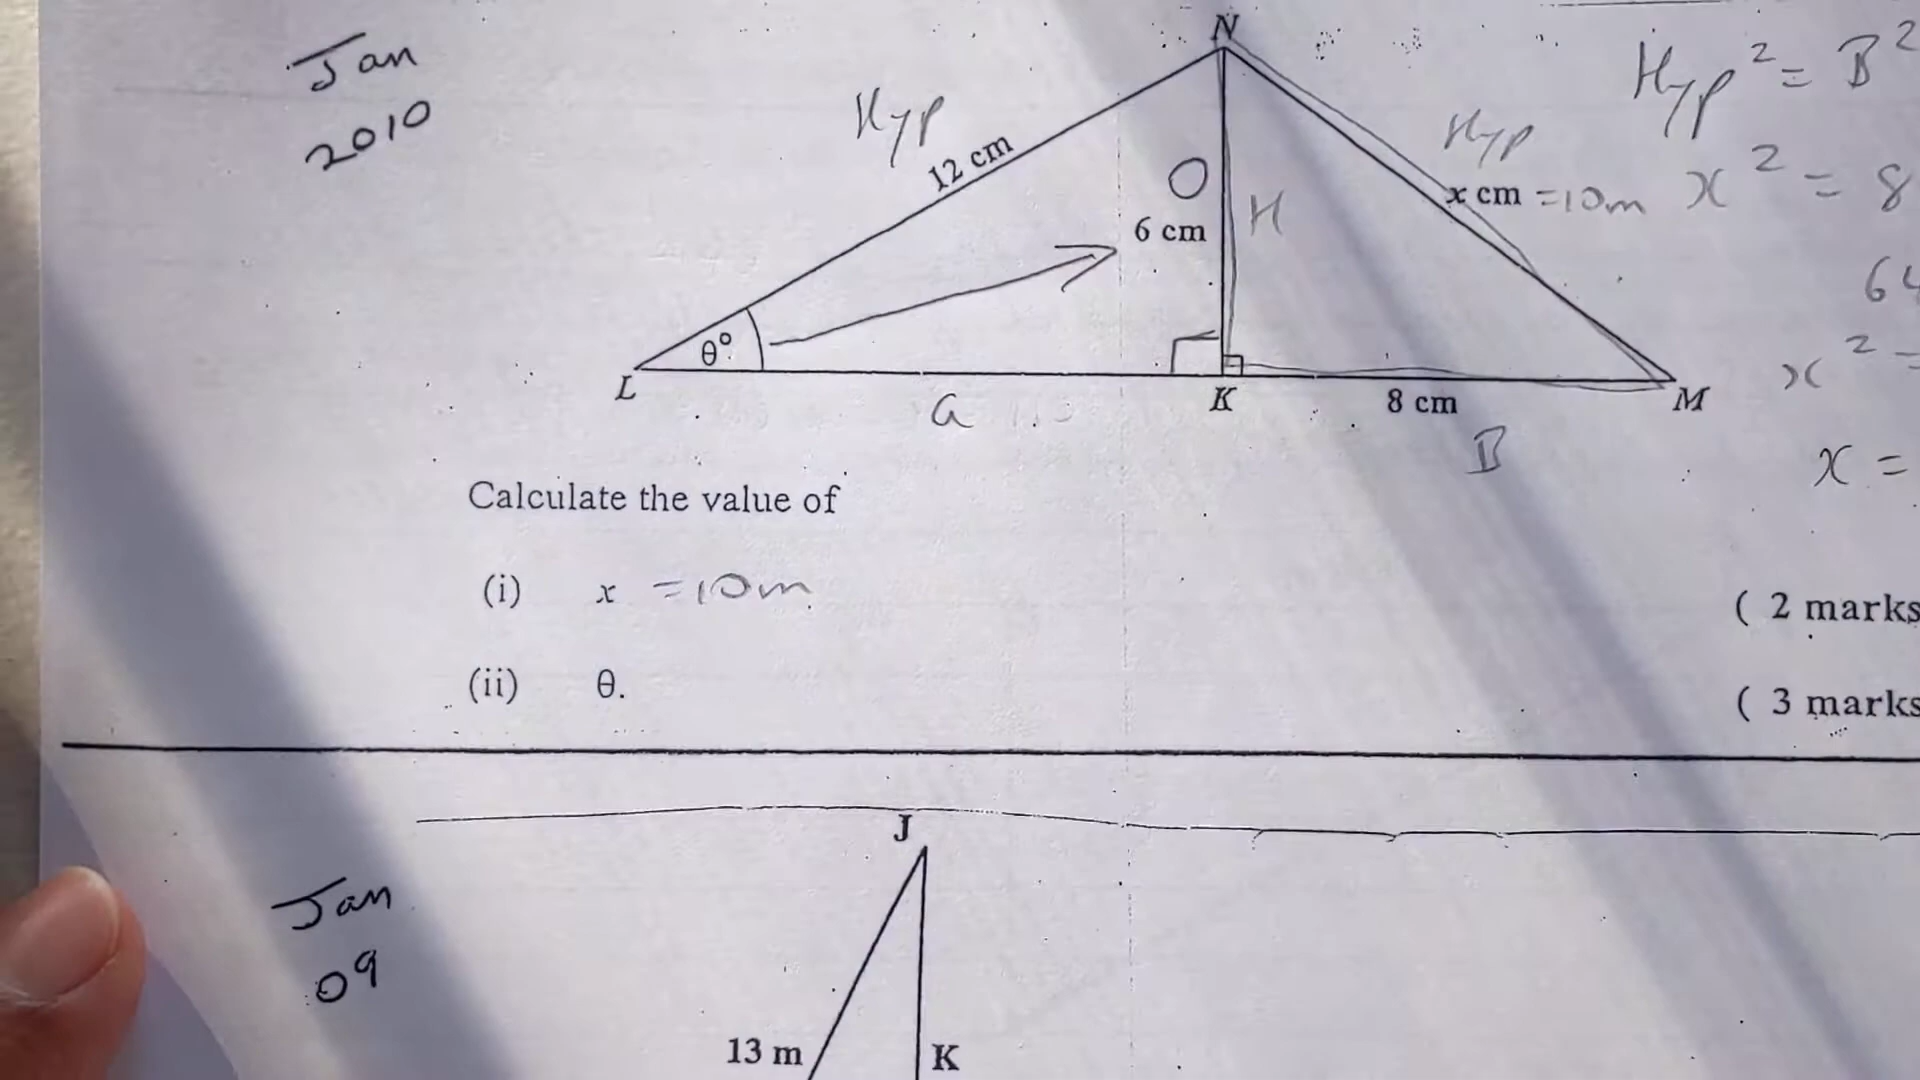 Jan
2010
N
Hyp² = B²
Hyp
12 cm
Hyp
O
x cm = 10m
x² = 8
6 cm
H
64
θ°
x² =
L
a
K
8 cm
M
B
x =
Calculate the value of
(i) x = 10m
( 2 marks
(ii) θ.
( 3 marks
J
Jan
09
13 m
K